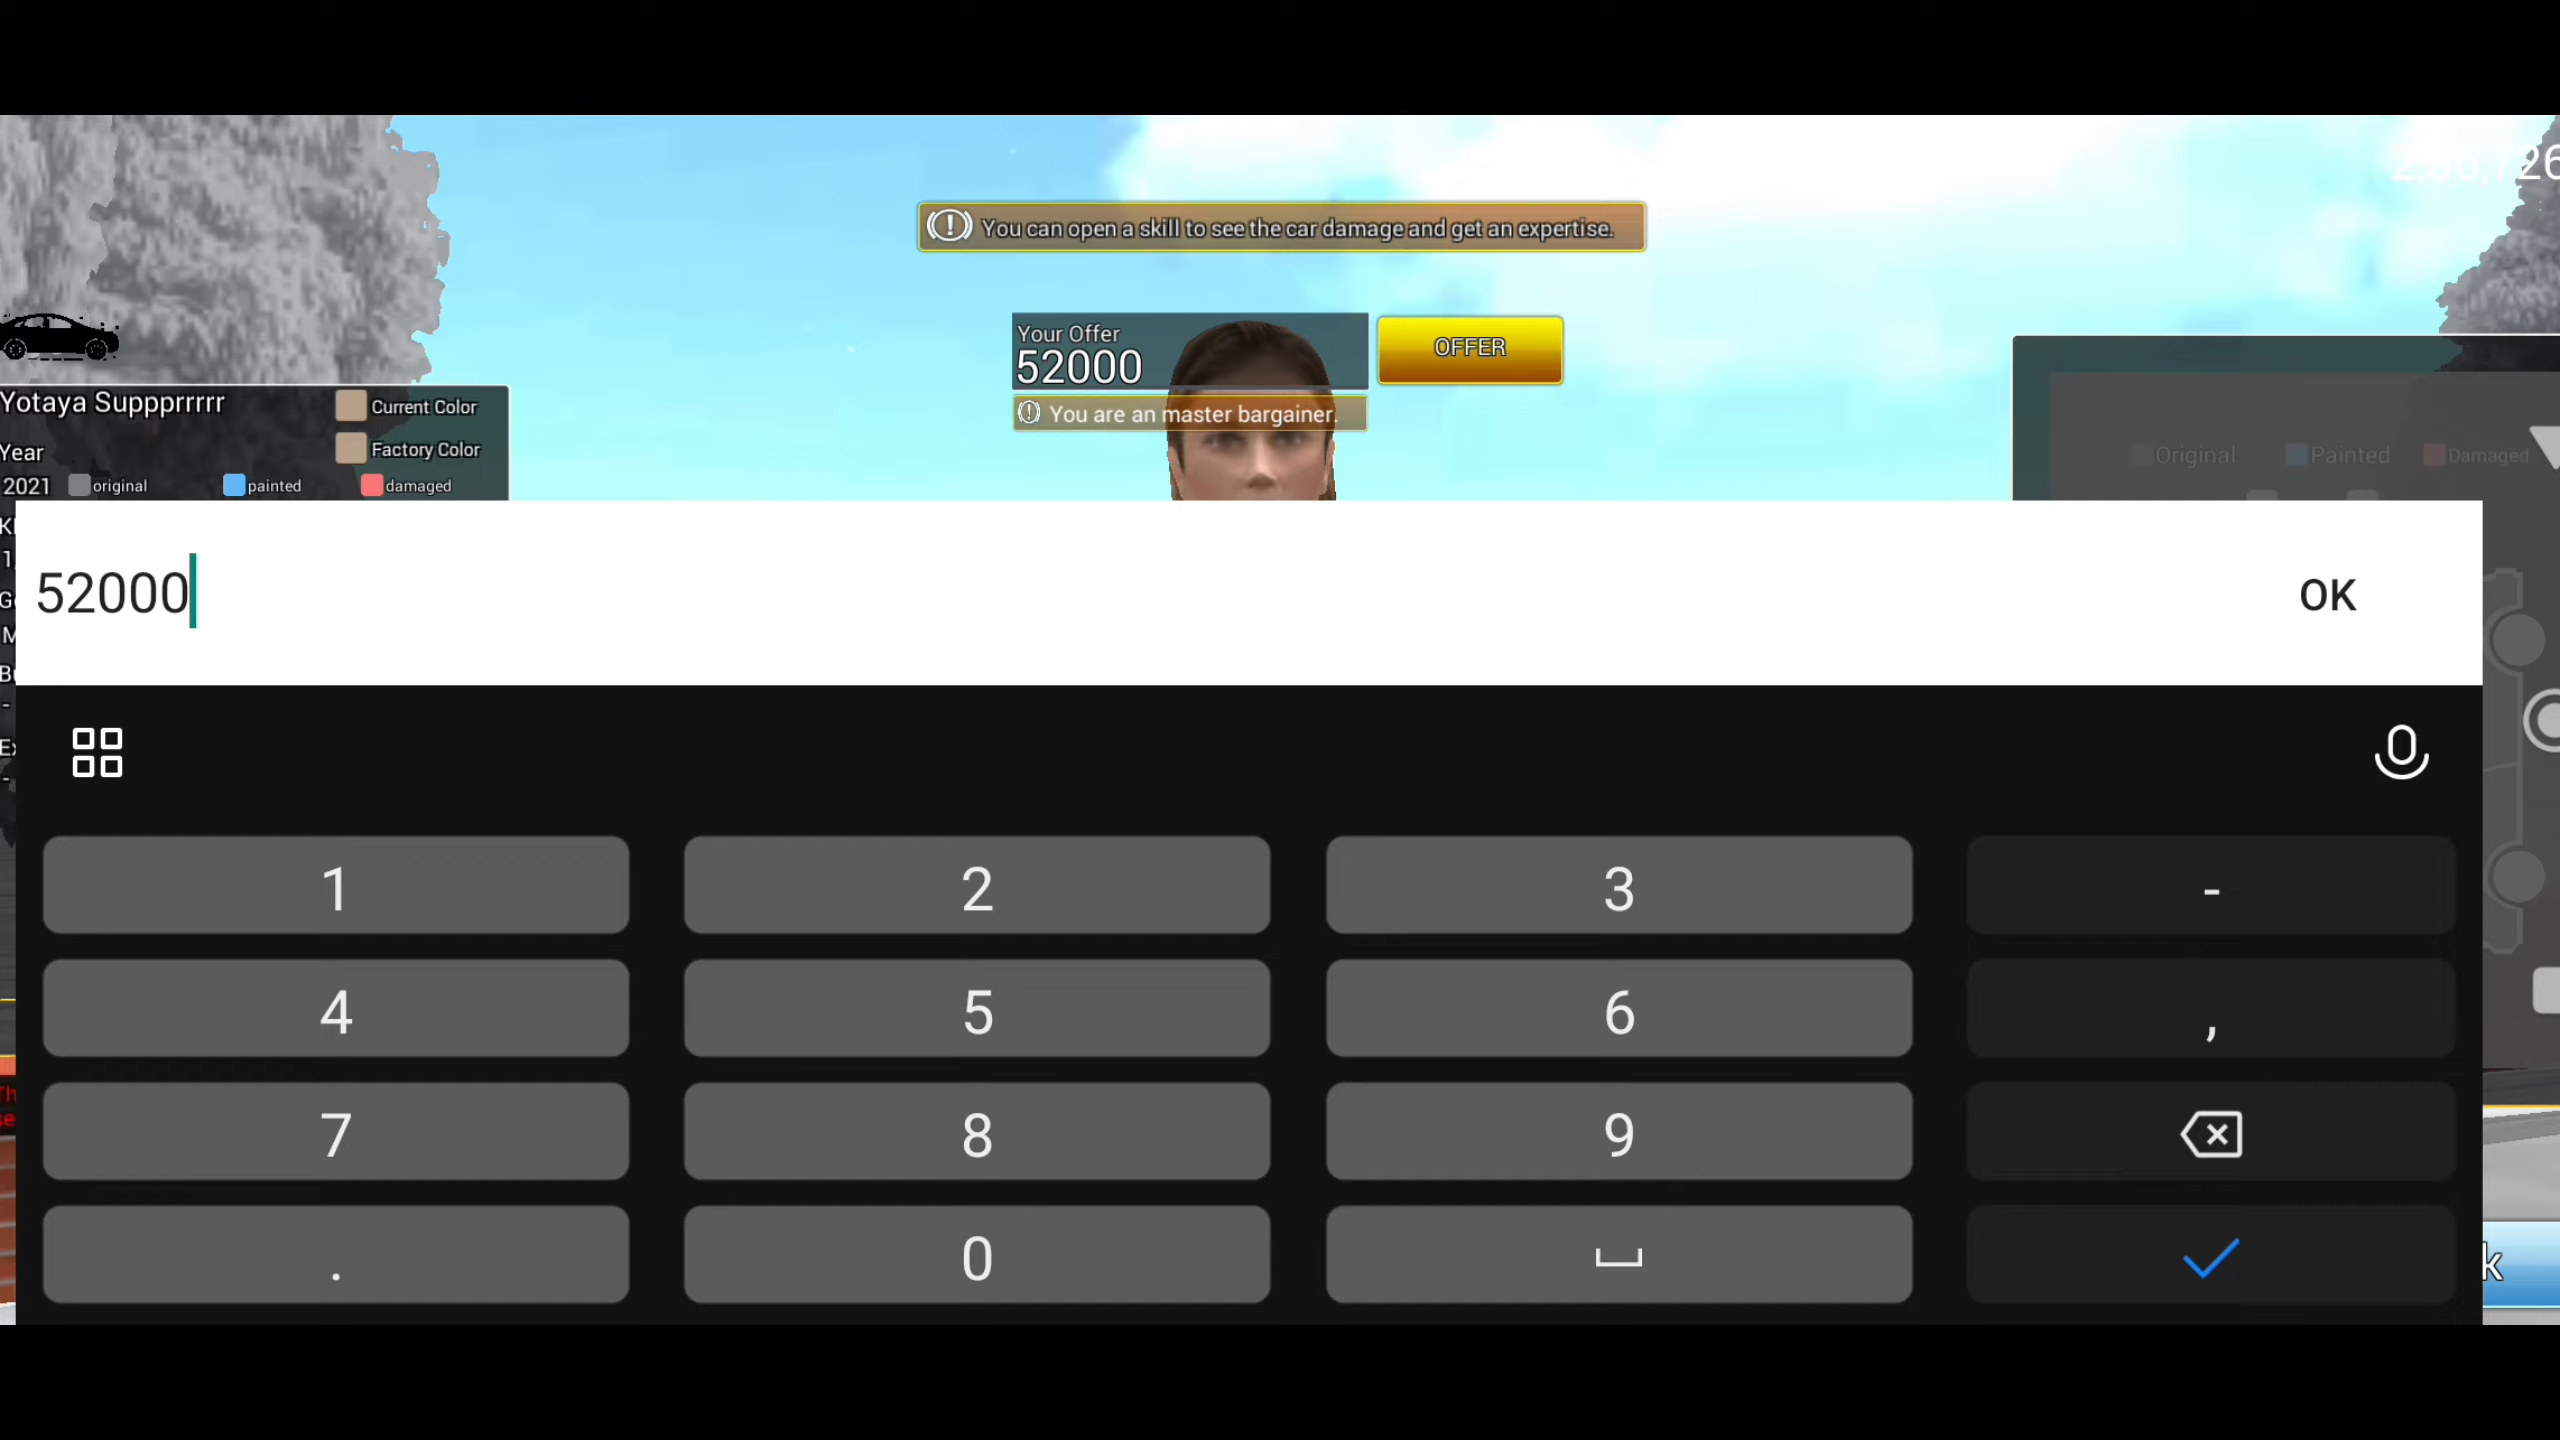 You can open a skill to see the car damage and get an expertise.
Your Offer
52000
OFFER
You are an master bargainer.
Yotaya Suppprrrrr
Current Color
Factory Color
Year
2021
original
painted
damaged
Original
Painted
Damaged
52000
OK
1
2
3
-
4
5
6
,
7
8
9
.
0